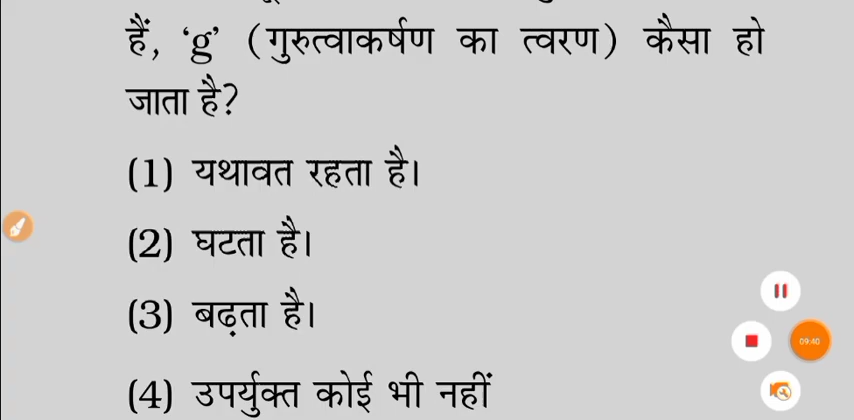 हैं, ‘g’ (गुरुत्वाकर्षण का त्वरण) कैसा हो
जाता है?
(1) यथावत रहता है।
(2) घटता है।
(3) बढ़ता है।
(4) उपर्युक्त कोई भी नहीं
09:40